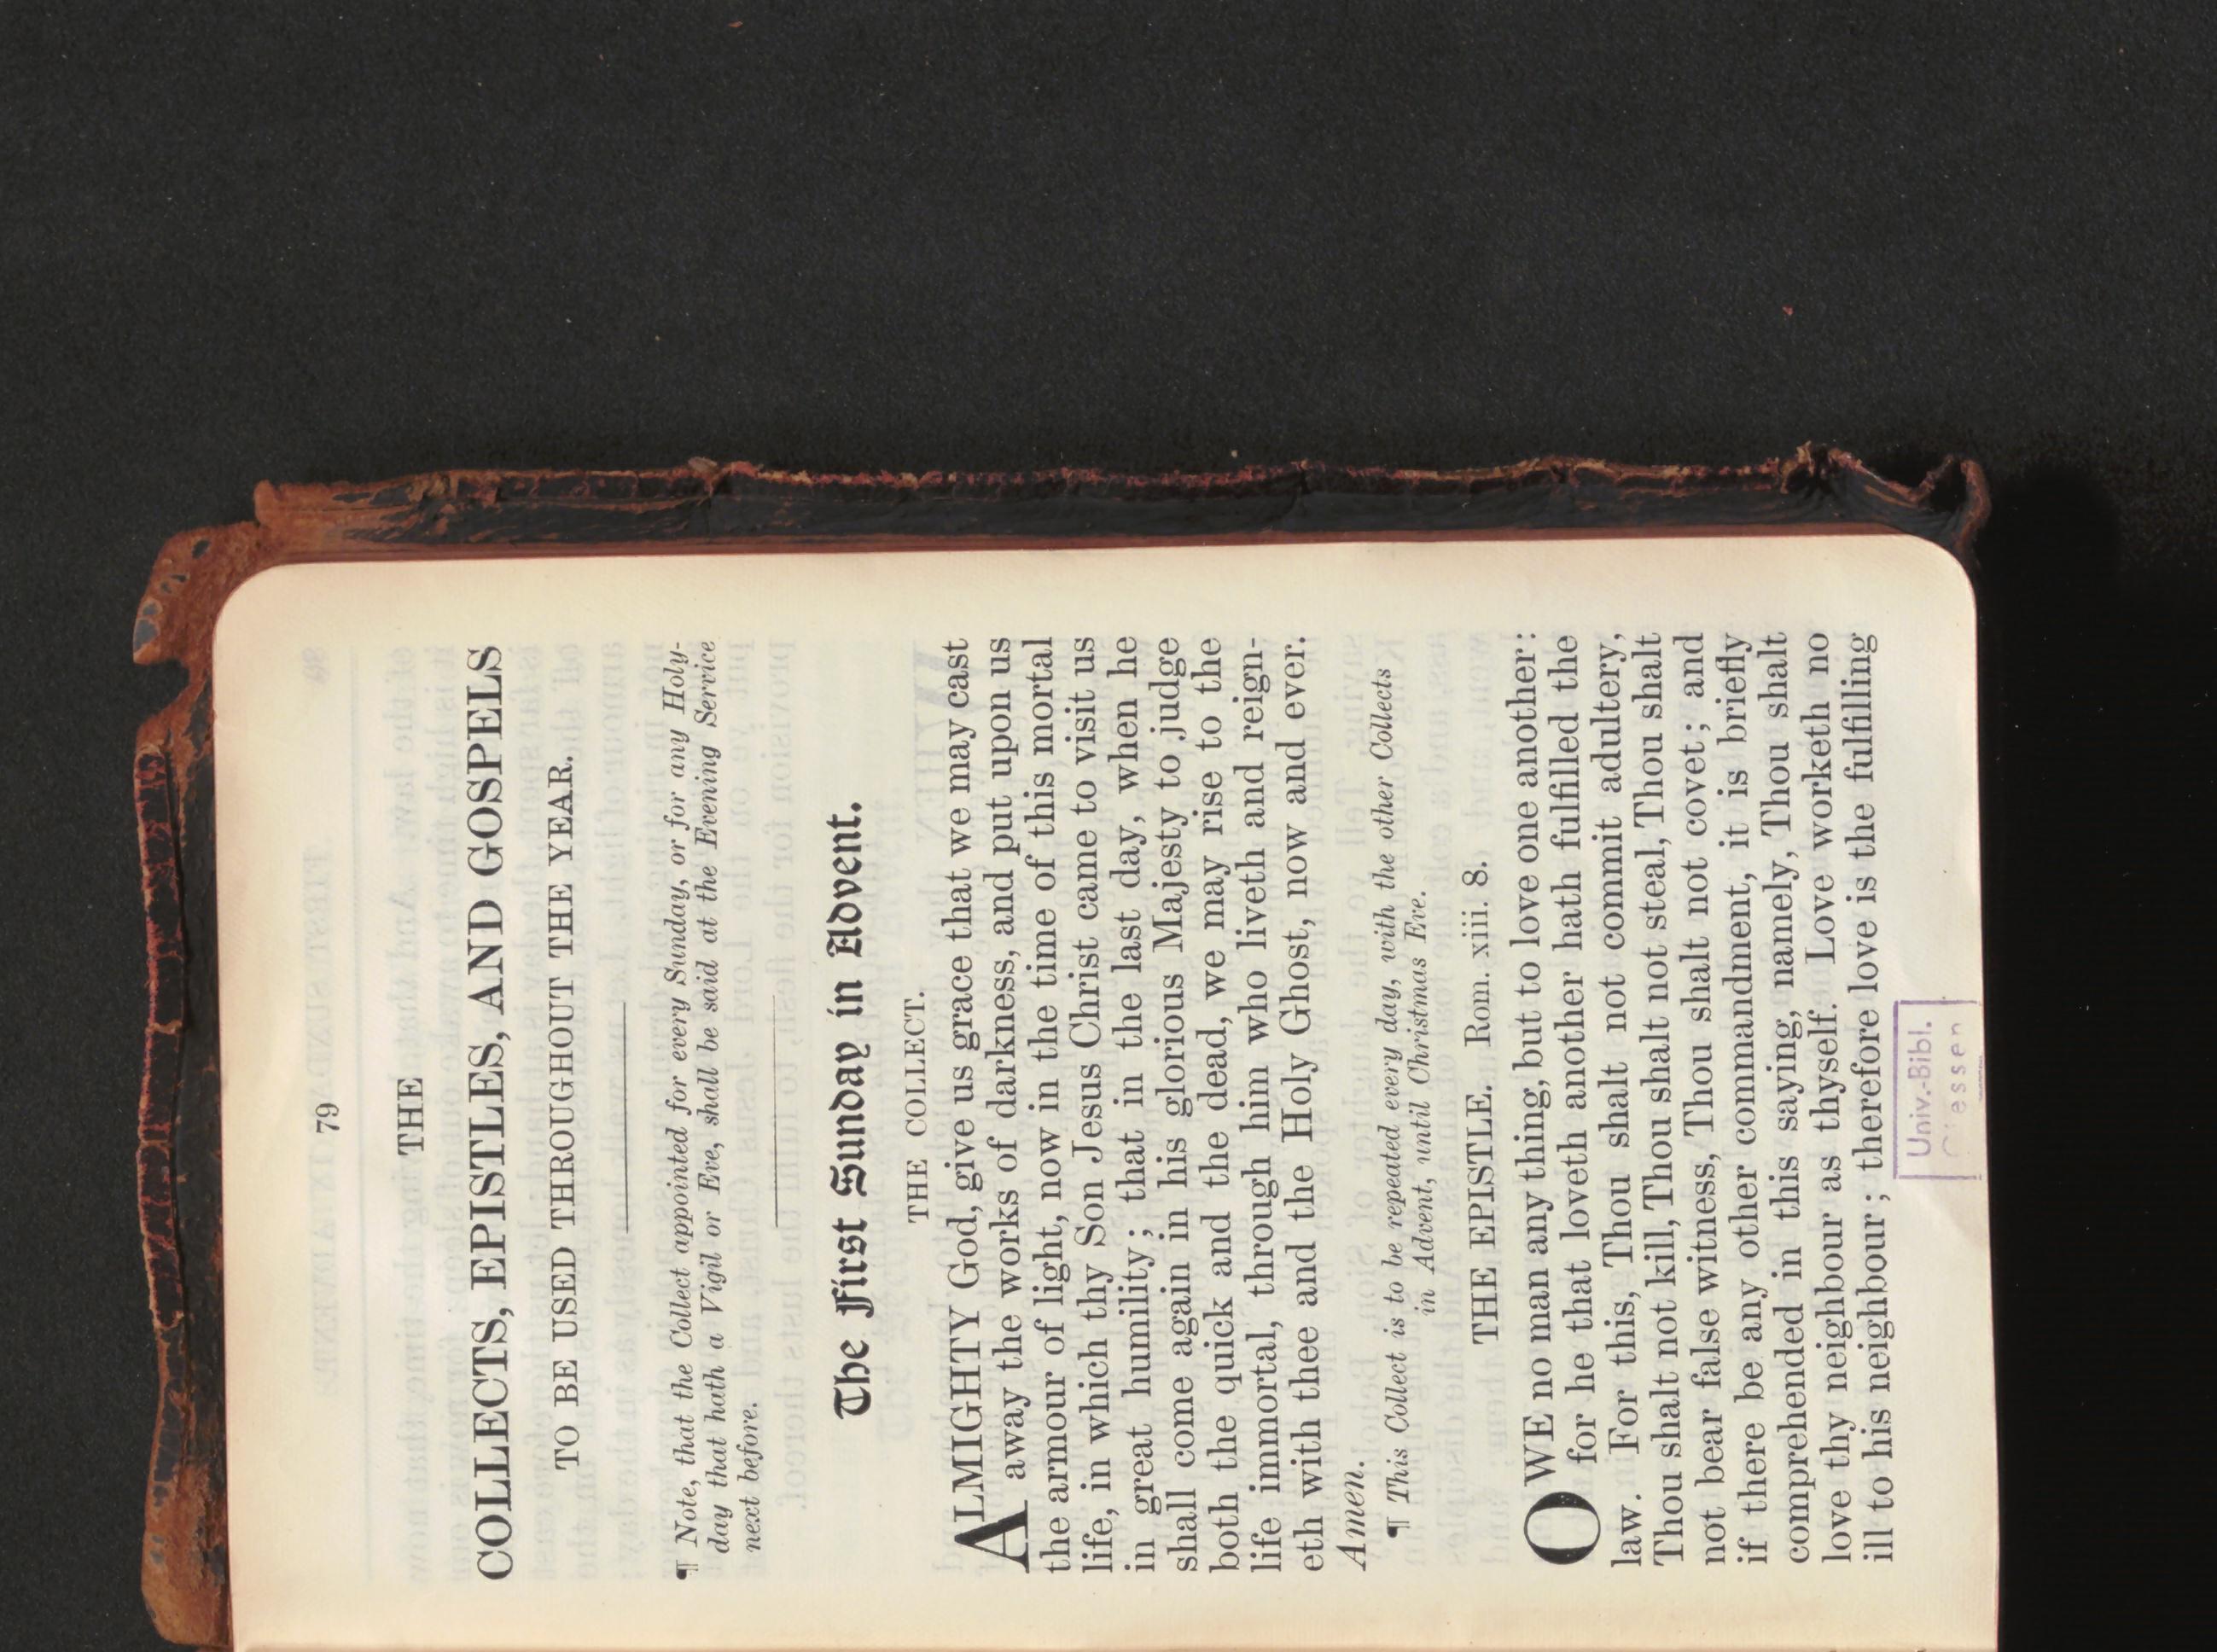 79
THE
COLLECTS, EPISTLES, AND GOSPELS
TO BE USED THROUGHOUT THE YEAR.
¶ Note, that the Collect appointed for every Sunday, or for any Holy-
day that hath a Vigil or Eve, shall be said at the Evening Service
next before.
The First Sunday in Advent.
THE COLLECT.
ALMIGHTY God, give us grace that we may cast
away the works of darkness, and put upon us
the armour of light, now in the time of this mortal
life, in which thy Son Jesus Christ came to visit us
in great humility; that in the last day, when he
shall come again in his glorious Majesty to judge
both the quick and the dead, we may rise to the
life immortal, through him who liveth and reign-
eth with thee and the Holy Ghost, now and ever.
Amen.
¶ This Collect is to be repeated every day, with the other Collects
in Advent, until Christmas Eve.
THE EPISTLE. Rom. xiii. 8.
OWE no man any thing, but to love one another:
for he that loveth another hath fulfilled the
law. For this, Thou shalt not commit adultery,
Thou shalt not kill, Thou shalt not steal, Thou shalt
not bear false witness, Thou shalt not covet; and
if there be any other commandment, it is briefly
comprehended in this saying, namely, Thou shalt
love thy neighbour as thyself. Love worketh no
ill to his neighbour; therefore love is the fulfilling
Univ.-Bibl.